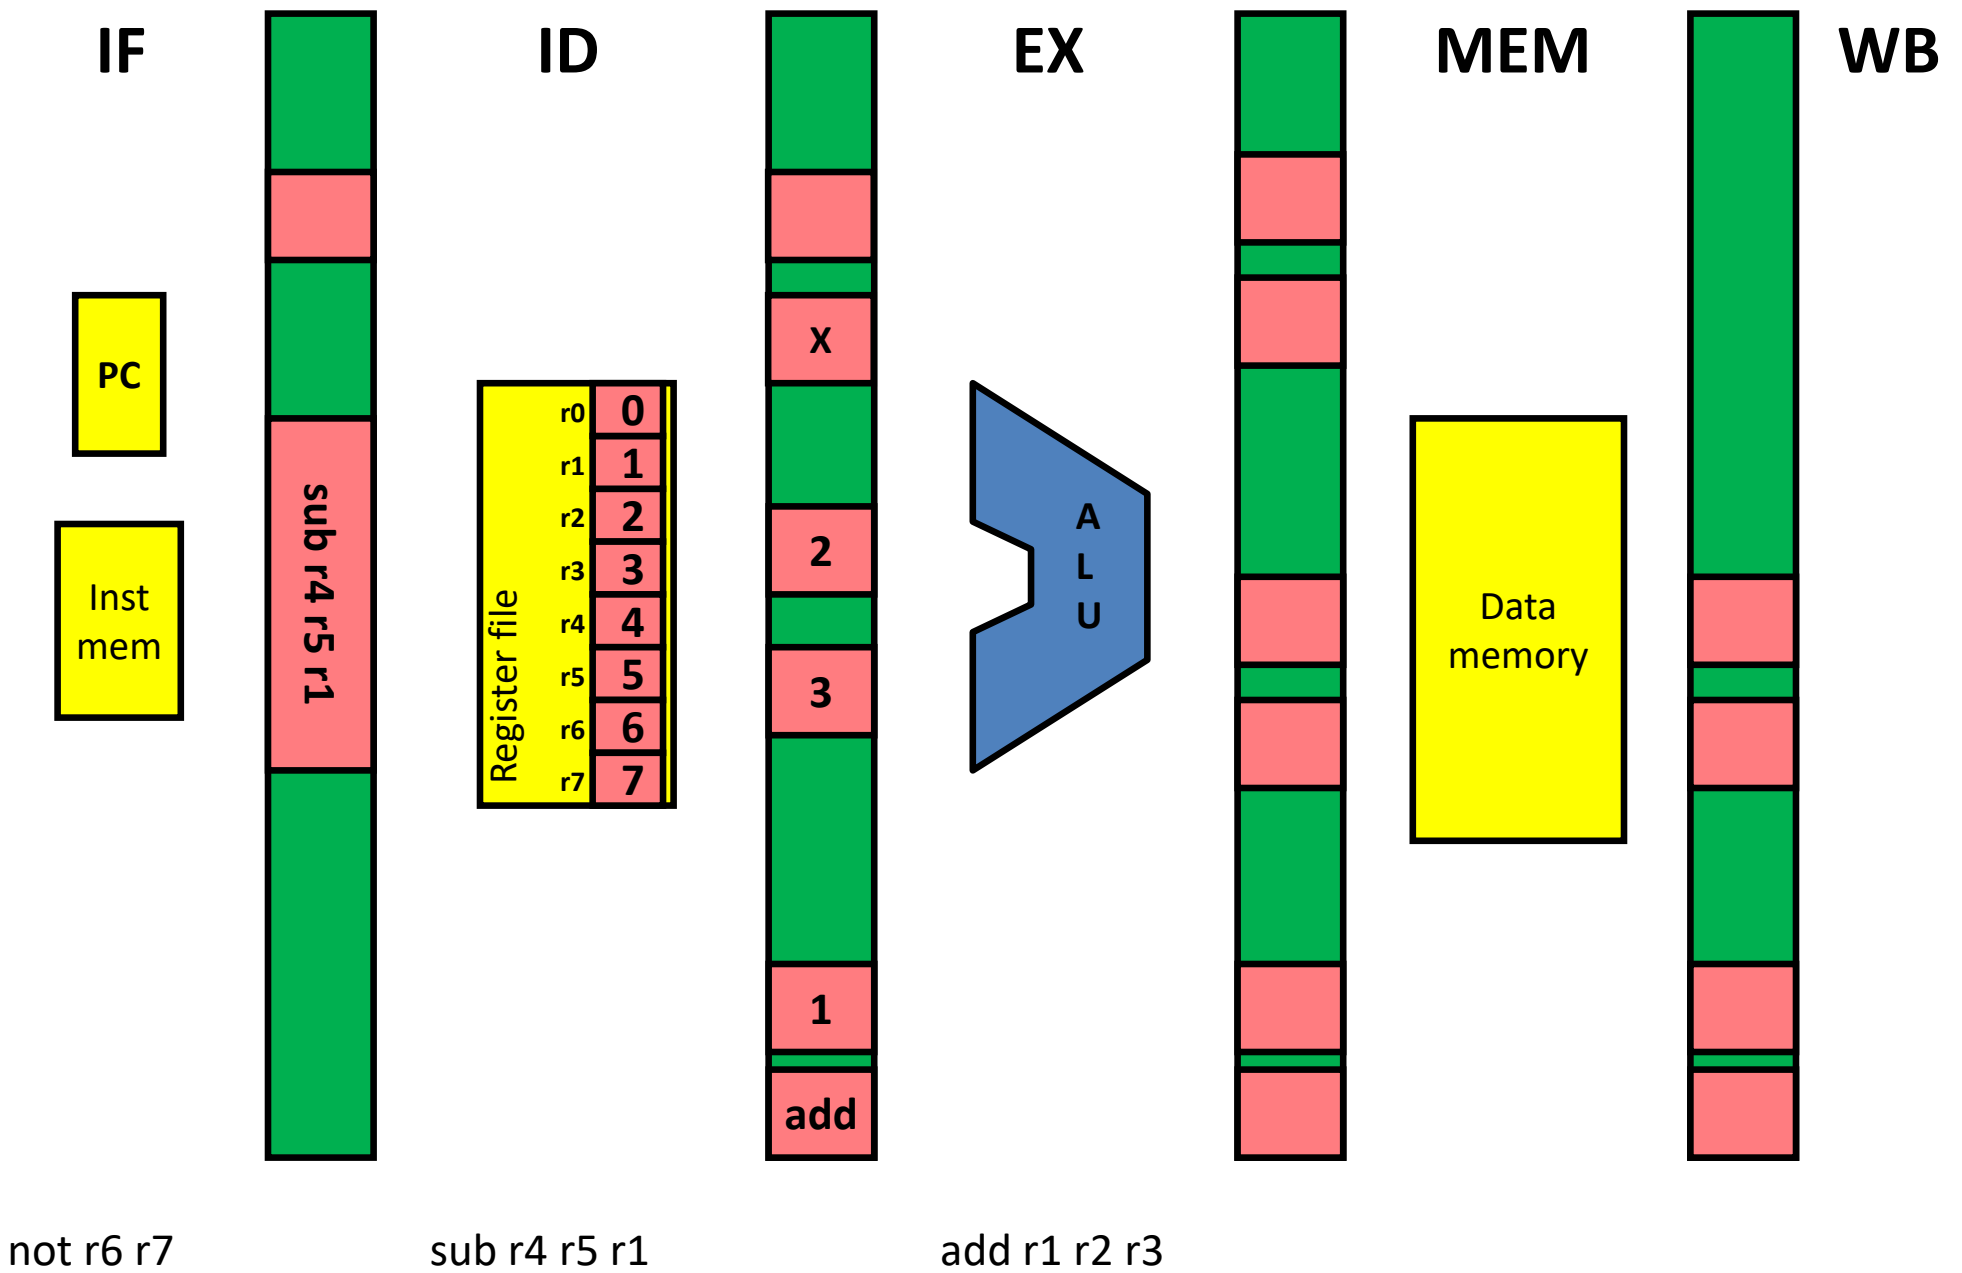 IF
ID
EX
MEM
WB
PC
Inst
mem
sub r4 r5 r1
Register file
r0 0
r1 1
r2 2
r3 3
r4 4
r5 5
r6 6
r7 7
X
2
3
1
add
A
L
U
Data
memory
not r6 r7
sub r4 r5 r1
add r1 r2 r3